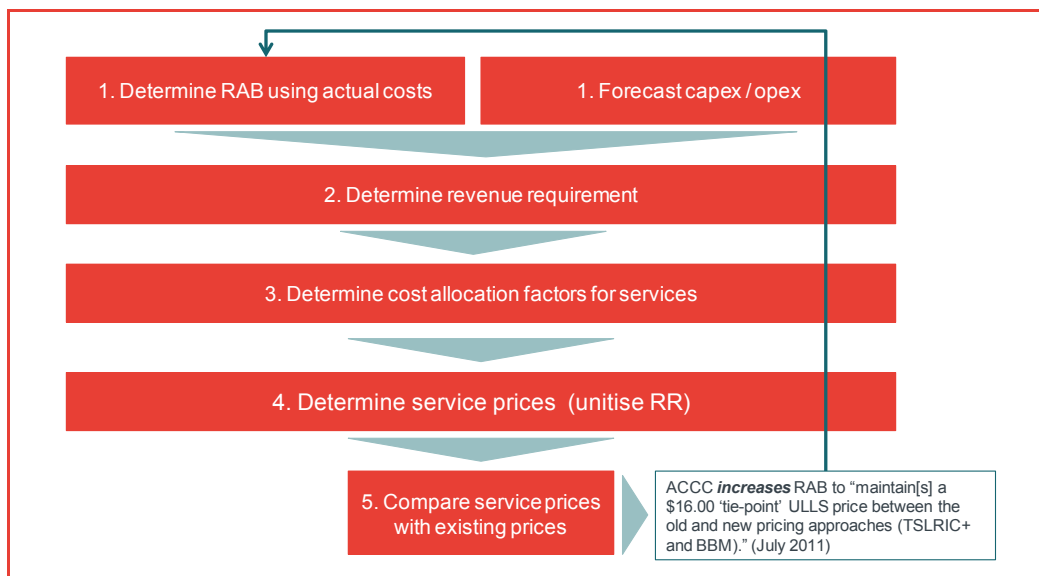 1. Determine RAB using actual costs
1. Forecast capex / opex
2. Determine revenue requirement
3. Determine cost allocation factors for services
4. Determine service prices (unitise RR)
5. Compare service prices
with existing prices
ACCC increases RAB to “maintain[s] a
$16.00 ‘tie-point’ ULLS price between the
old and new pricing approaches (TSLRIC+
and BBM).” (July 2011)